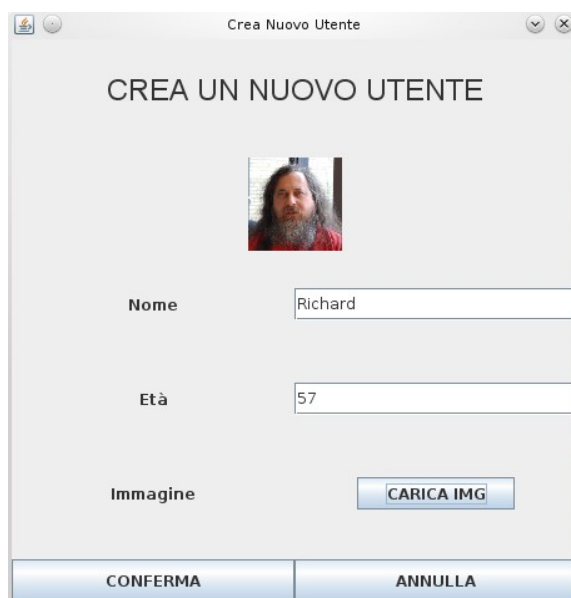 Crea Nuovo Utente
CREA UN NUOVO UTENTE
Nome
Richard
Età
57
Immagine
CARICA IMG
CONFERMA
ANNULLA